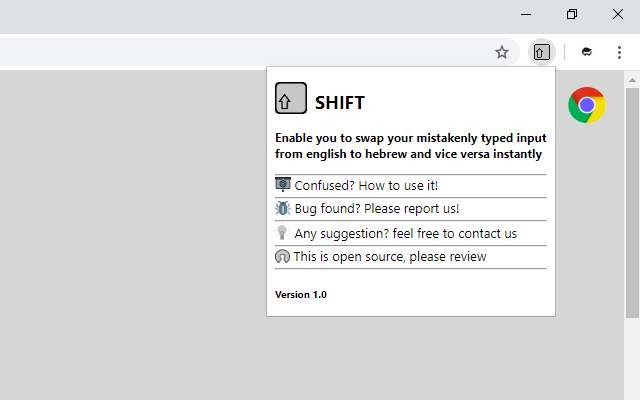 SHIFT
Enable you to swap your mistakenly typed input
from english to hebrew and vice versa instantly
Confused? How to use it!
Bug found? Please report us!
Any suggestion? feel free to contact us
This is open source, please review
Version 1.0